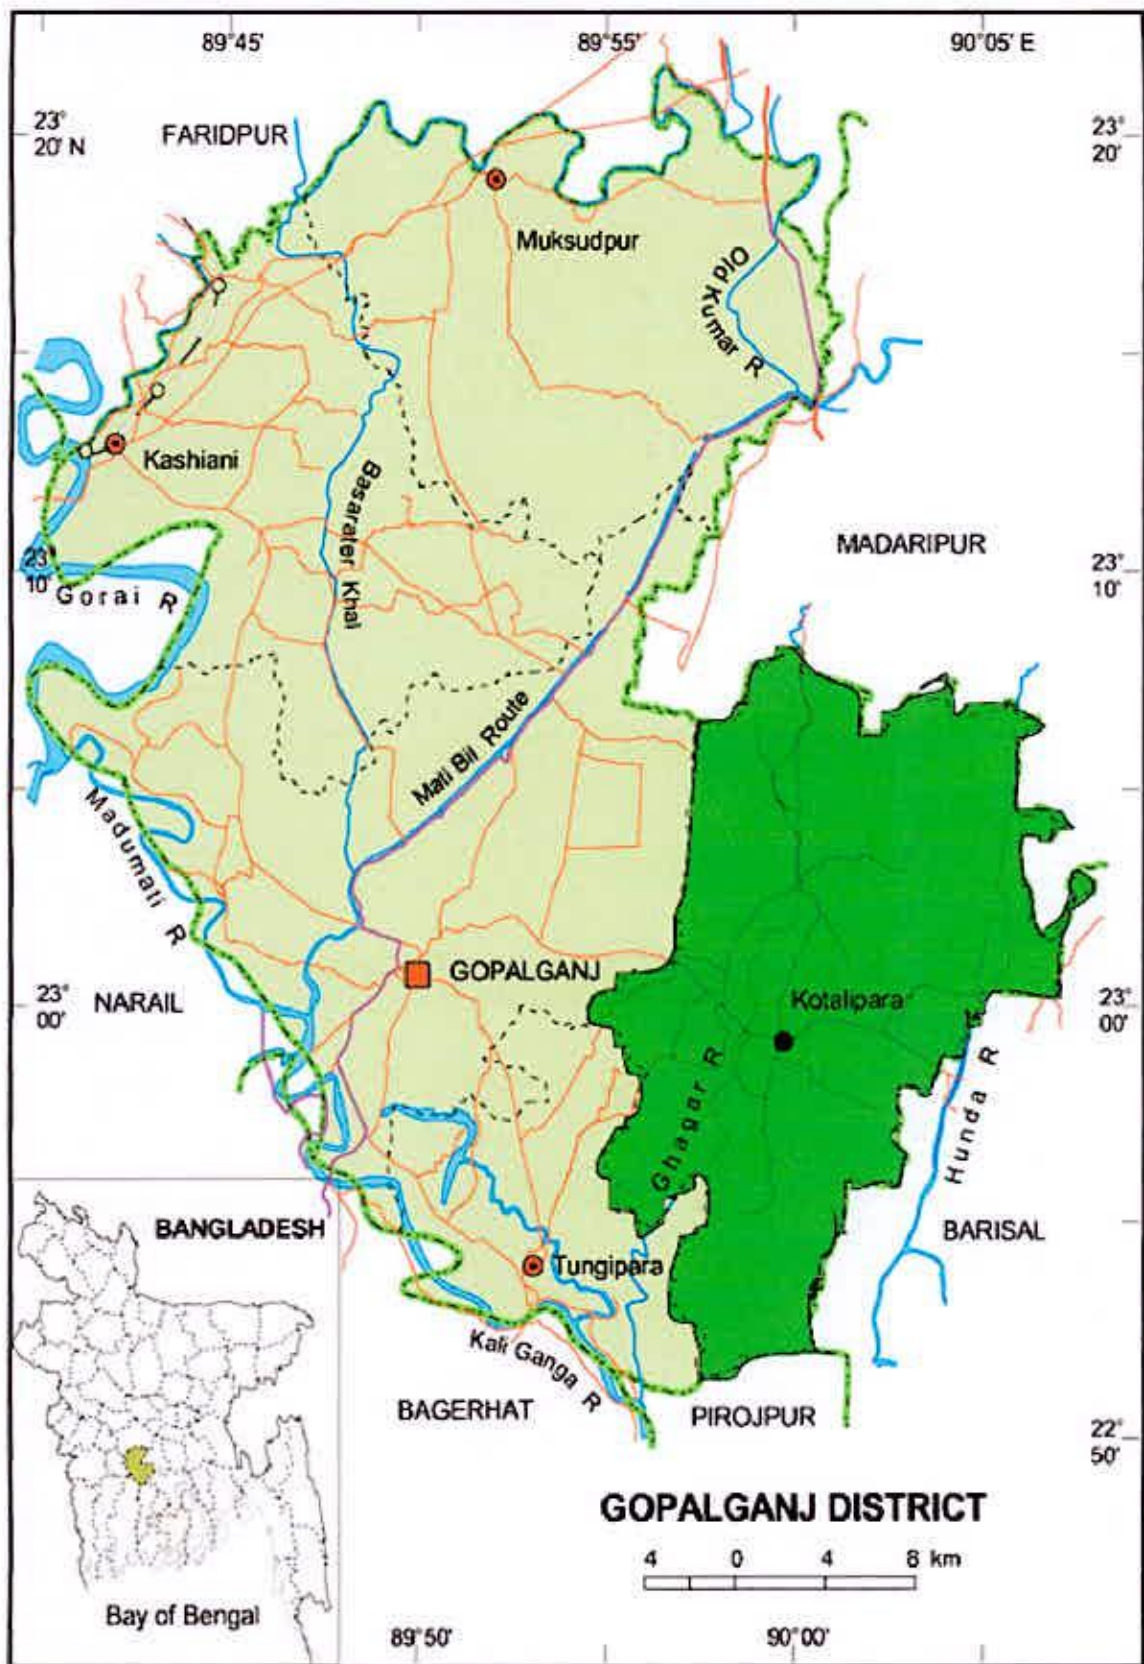 89°45'
89°55'
90°05' E
23°
20' N
FARIDPUR
23°
20'
Muksudpur
Old Kumar R
Kashiani
Basarater Khal
MADARIPUR
23°
10'
23°
10'
Gorai R
Mati Bil Route
Madumati R
GOPALGANJ
Kotalipara
NARAIL
23°
00'
23°
00'
Ghagar R
Hunda R
BANGLADESH
BARISAL
Tungipara
Kali Ganga R
BAGERHAT
PIROJPUR
22°
50'
GOPALGANJ DISTRICT
4 0 4 8 km
Bay of Bengal
89°50'
90°00'